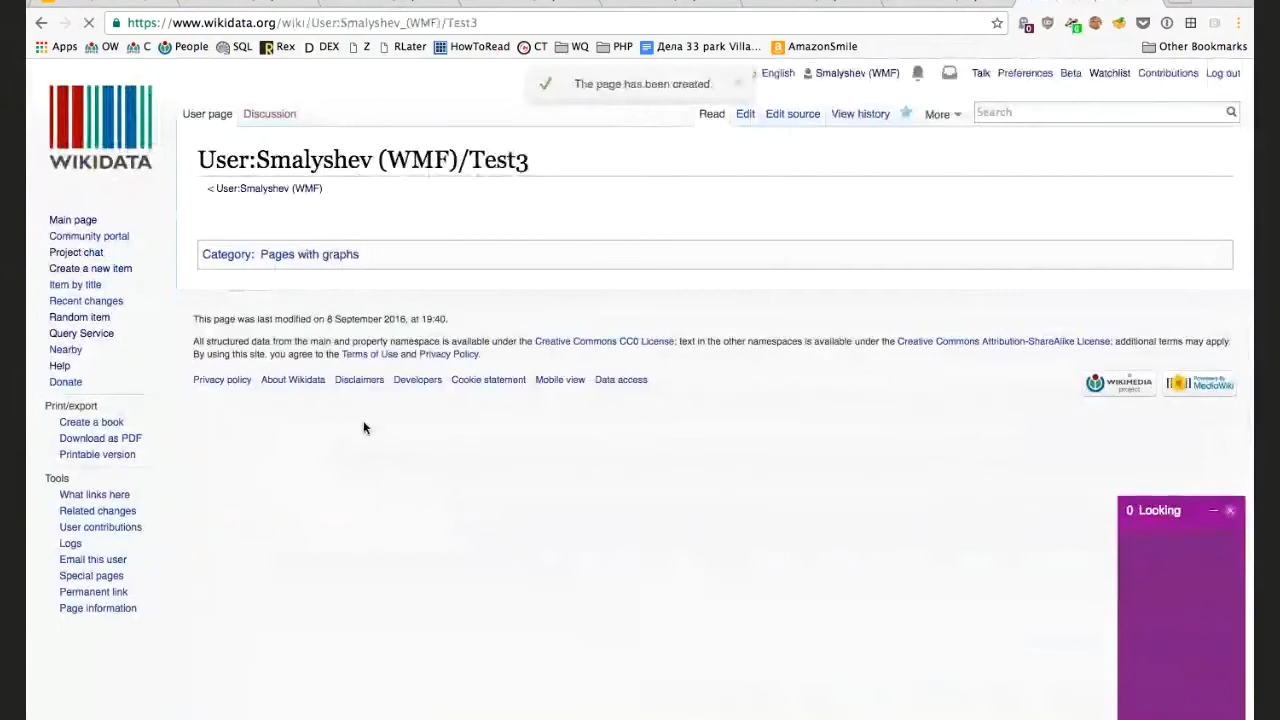 https://www.wikidata.org/wiki/User:Smalyshev_(WMF)/Test3
Apps OW C People SQL Rex DEX Z RLater HowToRead CT WQ PHP Дела 33 park Villa... AmazonSmile Other Bookmarks
English Smalyshev (WMF) Talk Preferences Beta Watchlist Contributions Log out
The page has been created.
User page Discussion Read Edit Edit source View history More Search
WIKIDATA
User:Smalyshev (WMF)/Test3
< User:Smalyshev (WMF)
Category: Pages with graphs
Main page
Community portal
Project chat
Create a new item
Item by title
Recent changes
Random item
Query Service
Nearby
Help
Donate
Print/export
Create a book
Download as PDF
Printable version
Tools
What links here
Related changes
User contributions
Logs
Email this user
Special pages
Permanent link
Page information
This page was last modified on 8 September 2016, at 19:40.
All structured data from the main and property namespace is available under the Creative Commons CC0 License; text in the other namespaces is available under the Creative Commons Attribution-ShareAlike License; additional terms may apply.
By using this site, you agree to the Terms of Use and Privacy Policy.
Privacy policy About Wikidata Disclaimers Developers Cookie statement Mobile view Data access
WIKIMEDIA
project
Powered By
MediaWiki
0 Looking